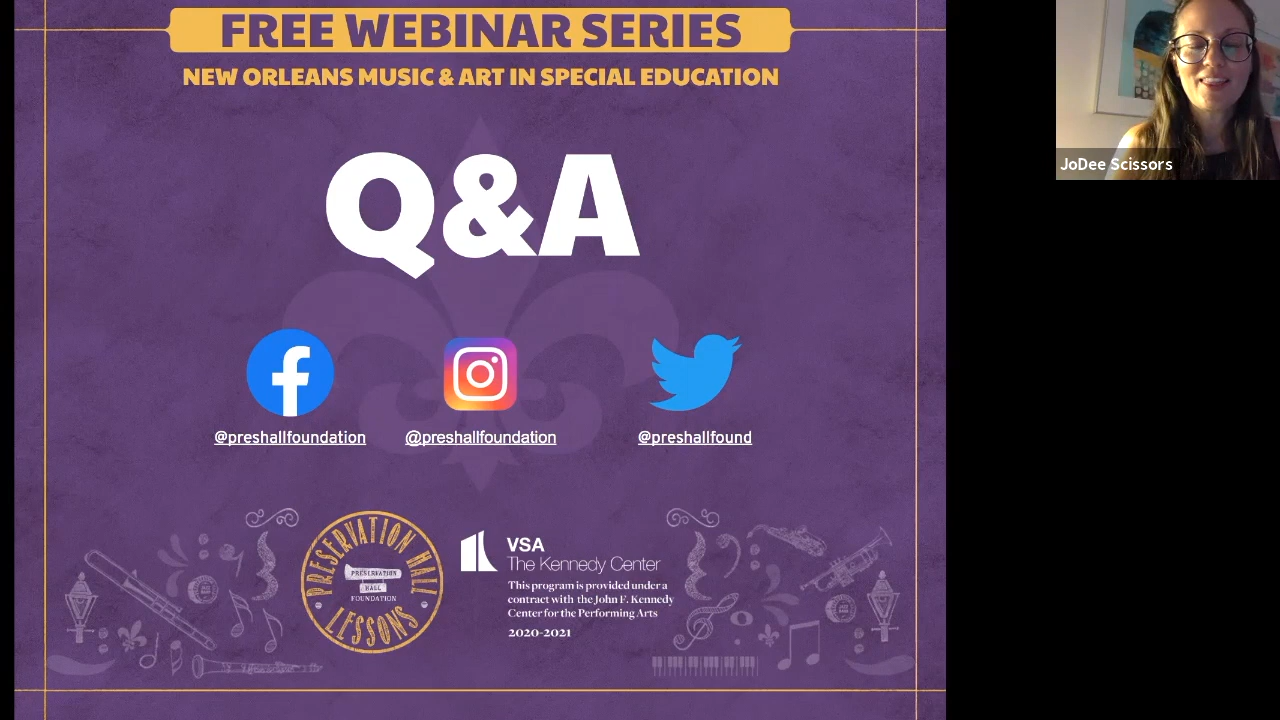 FREE WEBINAR SERIES
NEW ORLEANS MUSIC & ART IN SPECIAL EDUCATION
JoDee Scissors
Q&A
@preshallfoundation
@preshallfoundation
@preshallfound
PRESERVATION HALL
PRESERVATION
HALL
FOUNDATION
LESSONS
VSA
The Kennedy Center
This program is provided under a
contract with the John F. Kennedy
Center for the Performing Arts
2020-2021